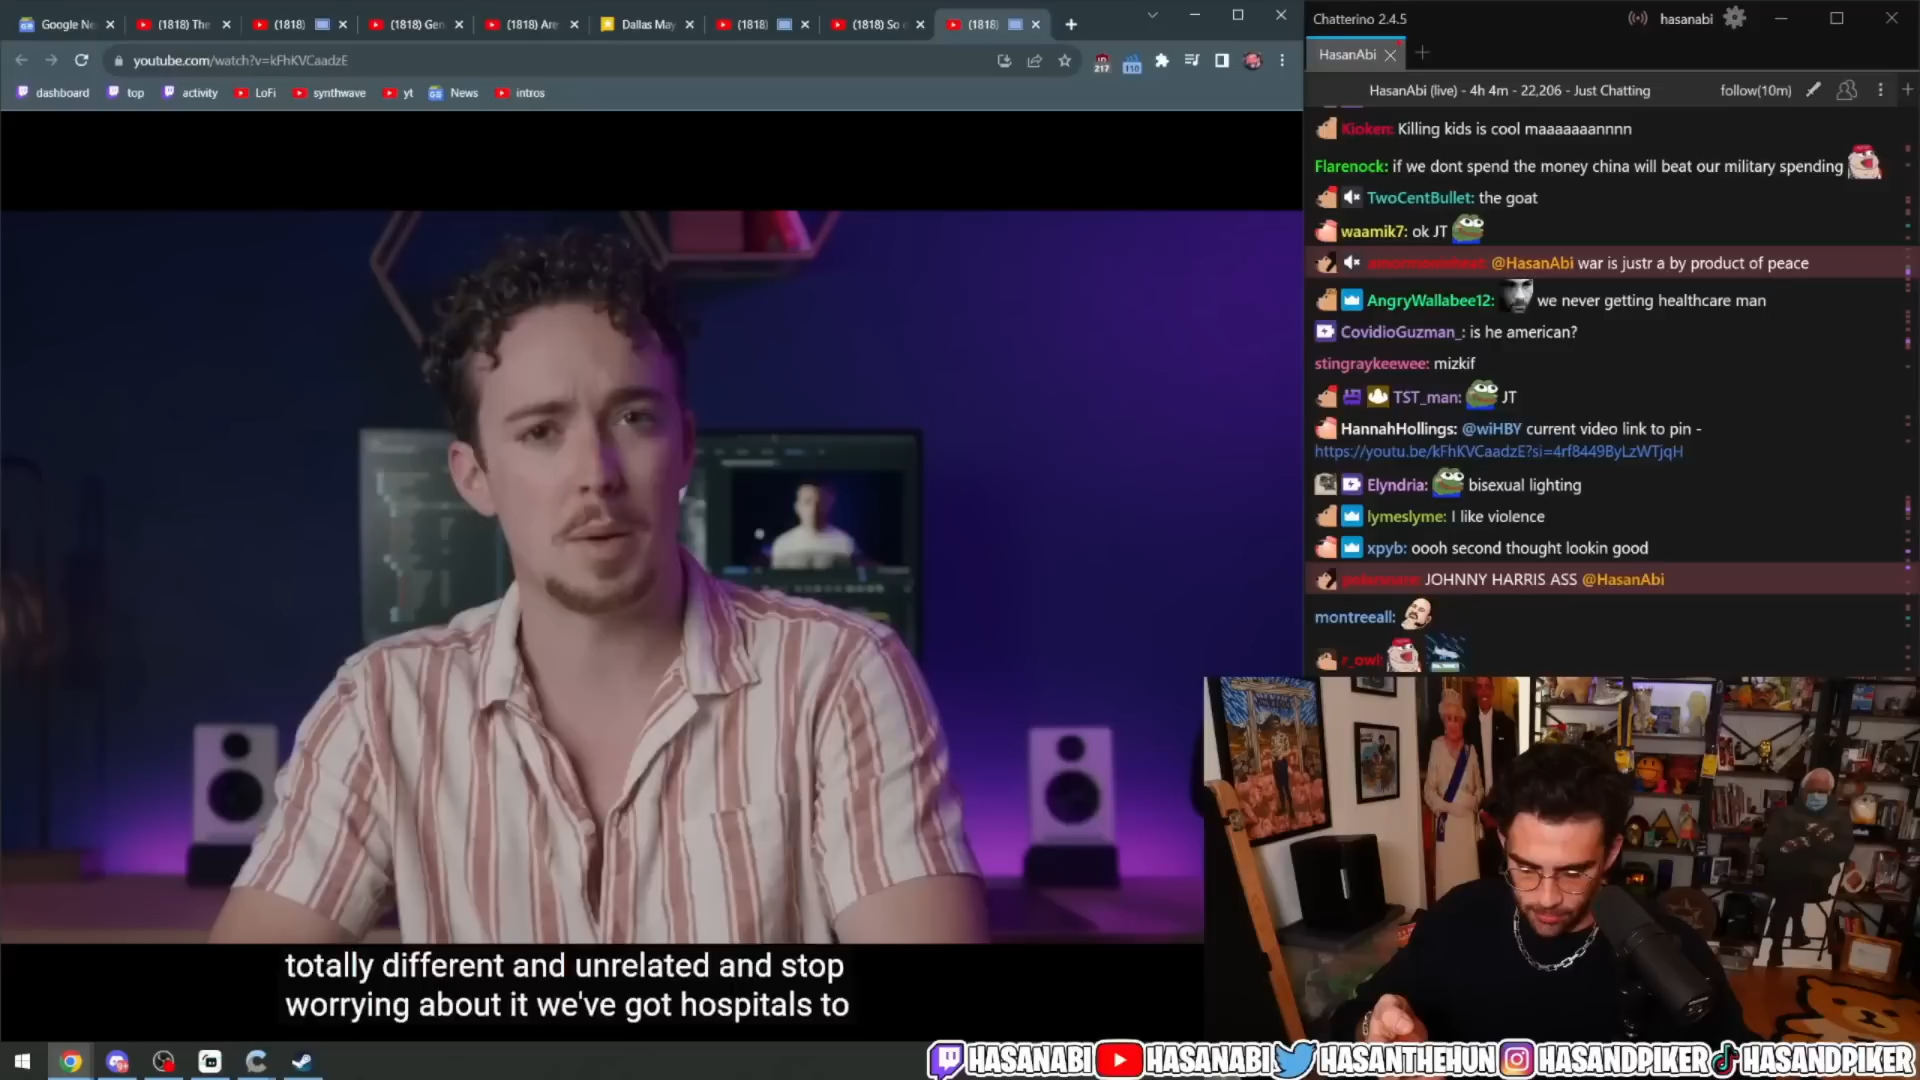 Google Ne
(1818) The
(1818)
(1818) Gen
(1818) Are
Dallas May
(1818)
(1818) So
(1818)
youtube.com/watch?v=kFhKVCaadzE
217
110
dashboard
top
activity
LoFi
synthwave
yt
News
intros
totally different and unrelated and stop
worrying about it we've got hospitals to
Chatterino 2.4.5
hasanabi
HasanAbi
HasanAbi (live) - 4h 4m - 22,206 - Just Chatting
follow(10m)
Kioken: Killing kids is cool maaaaaaannnn
Flarenock: if we dont spend the money china will beat our military spending
TwoCentBullet: the goat
waamik7: ok JT
@HasanAbi war is justr a by product of peace
AngryWallabee12: we never getting healthcare man
CovidioGuzman_: is he american?
stingraykeewee: mizkif
TST_man: JT
HannahHollings: @wiHBY current video link to pin -
https://youtu.be/kFhKVCaadzE?si=4rf8449ByLzWTjqH
Elyndria: bisexual lighting
lymeslyme: I like violence
xpyb: oooh second thought lookin good
JOHNNY HARRIS ASS @HasanAbi
montreeall:
r_owl:
HASANABI
HASANABI
HASANTHEHUN
HASANDPIKER
HASANDPIKER